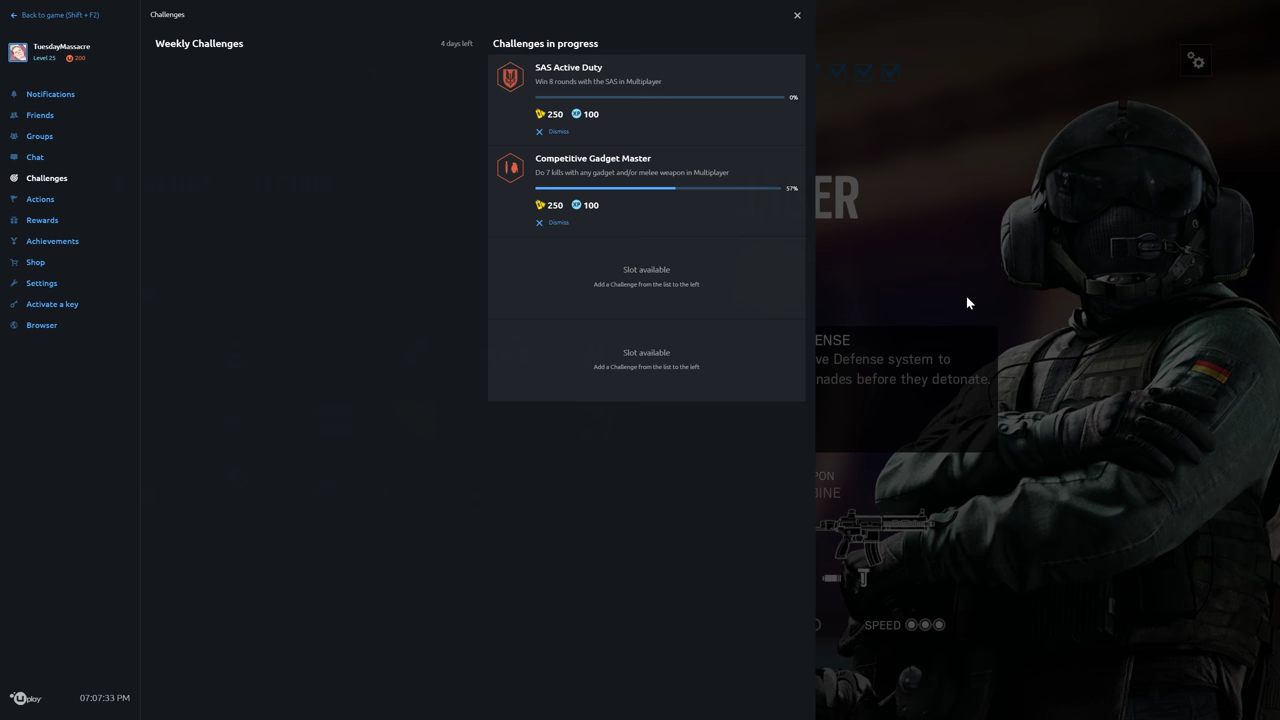 Back to game (Shift + F2)
TuesdayMassacre
Level 25 200
Notifications
Friends
Groups
Chat
Challenges
Actions
Rewards
Achievements
Shop
Settings
Activate a key
Browser
uplay
07:07:33 PM
Challenges
Weekly Challenges
4 days left
Challenges in progress
SAS Active Duty
Win 8 rounds with the SAS in Multiplayer
0%
250 100
Dismiss
Competitive Gadget Master
Do 7 kills with any gadget and/or melee weapon in Multiplayer
57%
250 100
Dismiss
Slot available
Add a Challenge from the list to the left
Slot available
Add a Challenge from the list to the left
ER
ENSE
ve Defense system to
nades before they detonate.
PON
BINE
SPEED